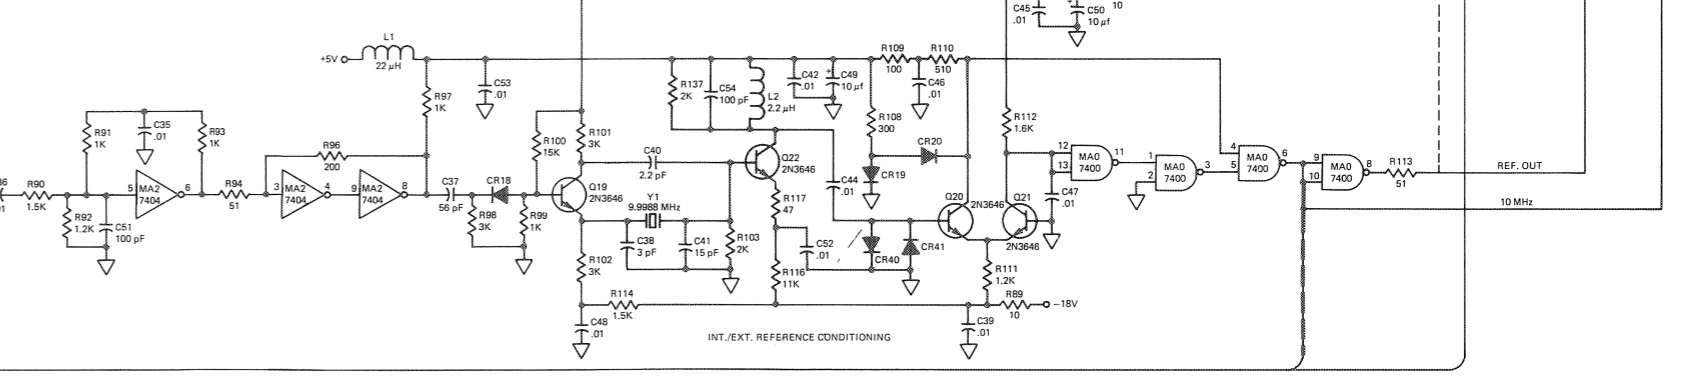 C45
.01
C50
10 µf
10
L1
+5V
22 µH
C53
.01
R97
1K
R91
1K
C35
.01
R93
1K
R96
200
R90
1.5K
R92
1.2K
C51
100 pF
5
MA2
7404
6
R94
51
3
MA2
7404
4
9
MA2
7404
8
C37
56 pF
CR18
R98
3K
R99
1K
R100
15K
R101
3K
Q19
2N3646
C40
2.2 pF
Y1
9.9988 MHz
C38
3 pF
C41
15 pF
R103
2K
R102
3K
R114
1.5K
C48
.01
R137
2K
C54
100 pF
L2
2.2 µH
C42
.01
C49
10 µf
Q22
2N3646
R117
47
R116
11K
C52
.01
C44
.01
R109
100
R110
510
C46
.01
R108
300
CR20
CR19
CR40
CR41
Q20
2N3646
Q21
2N3646
R112
1.6K
C47
.01
R111
1.2K
R89
10
−18V
C39
.01
12
13
MA0
7400
11
1
2
MA0
7400
3
4
5
MA0
7400
6
9
10
MA0
7400
8
R113
51
REF. OUT
10 MHz
INT./EXT. REFERENCE CONDITIONING